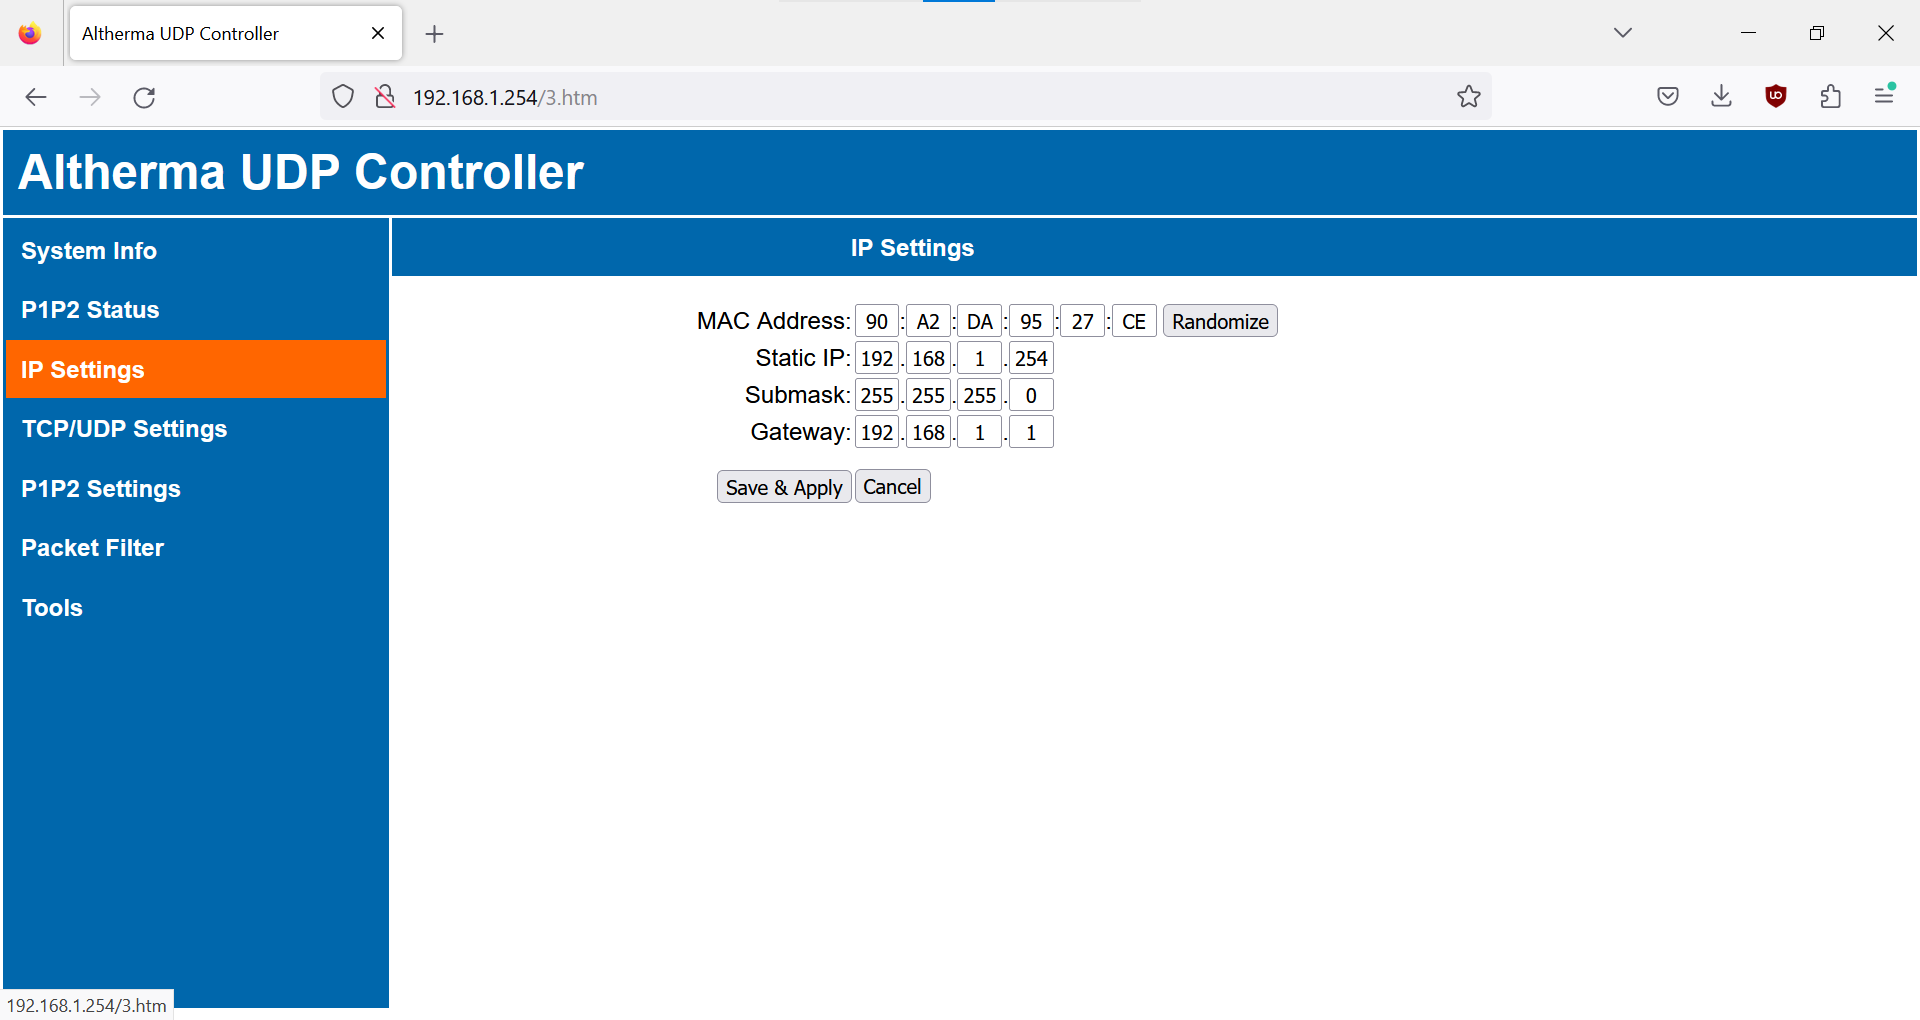 Altherma UDP Controller
192.168.1.254/3.htm
Altherma UDP Controller
System Info
P1P2 Status
IP Settings
TCP/UDP Settings
P1P2 Settings
Packet Filter
Tools
IP Settings
MAC Address: 90 : A2 : DA : 95 : 27 : CE Randomize
Static IP: 192 . 168 . 1 . 254
Submask: 255 . 255 . 255 . 0
Gateway: 192 . 168 . 1 . 1
Save & Apply Cancel
192.168.1.254/3.htm